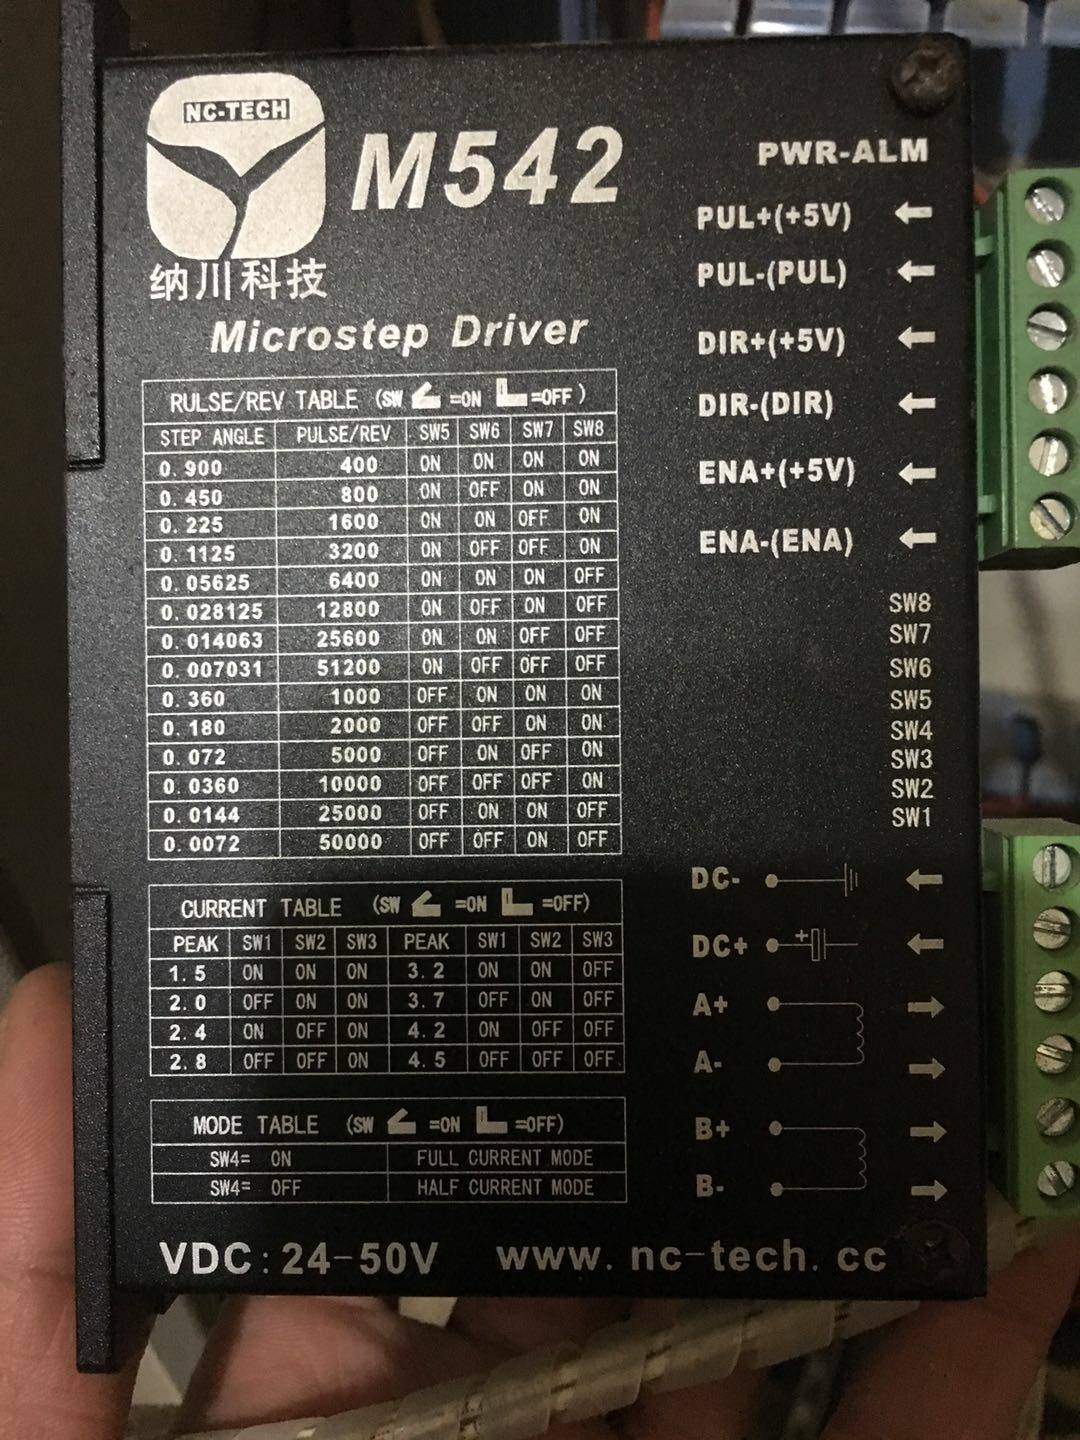 NC-TECH
纳川科技
M542
Microstep Driver
RULSE/REV TABLE (SW =ON =OFF)
STEP ANGLE PULSE/REV SW5 SW6 SW7 SW8
0.900 400 ON ON ON ON
0.450 800 ON OFF ON ON
0.225 1600 ON ON OFF ON
0.1125 3200 ON OFF OFF ON
0.05625 6400 ON ON ON OFF
0.028125 12800 ON OFF ON OFF
0.014063 25600 ON ON OFF OFF
0.007031 51200 ON OFF OFF OFF
0.360 1000 OFF ON ON ON
0.180 2000 OFF OFF ON ON
0.072 5000 OFF ON OFF ON
0.0360 10000 OFF OFF OFF ON
0.0144 25000 OFF ON OFF OFF
0.0072 50000 OFF OFF ON OFF
CURRENT TABLE (SW =ON =OFF)
PEAK SW1 SW2 SW3 PEAK SW1 SW2 SW3
1.5 ON ON ON 3.2 ON ON OFF
2.0 OFF ON ON 3.7 OFF ON OFF
2.4 ON OFF ON 4.2 ON OFF OFF
2.8 OFF OFF ON 4.5 OFF OFF OFF
MODE TABLE (SW =ON =OFF)
SW4= ON FULL CURRENT MODE
SW4= OFF HALF CURRENT MODE
VDC:24-50V www.nc-tech.cc
PWR-ALM
PUL+(+5V)
PUL-(PUL)
DIR+(+5V)
DIR-(DIR)
ENA+(+5V)
ENA-(ENA)
SW8
SW7
SW6
SW5
SW4
SW3
SW2
SW1
DC-
DC+
A+
A-
B+
B-